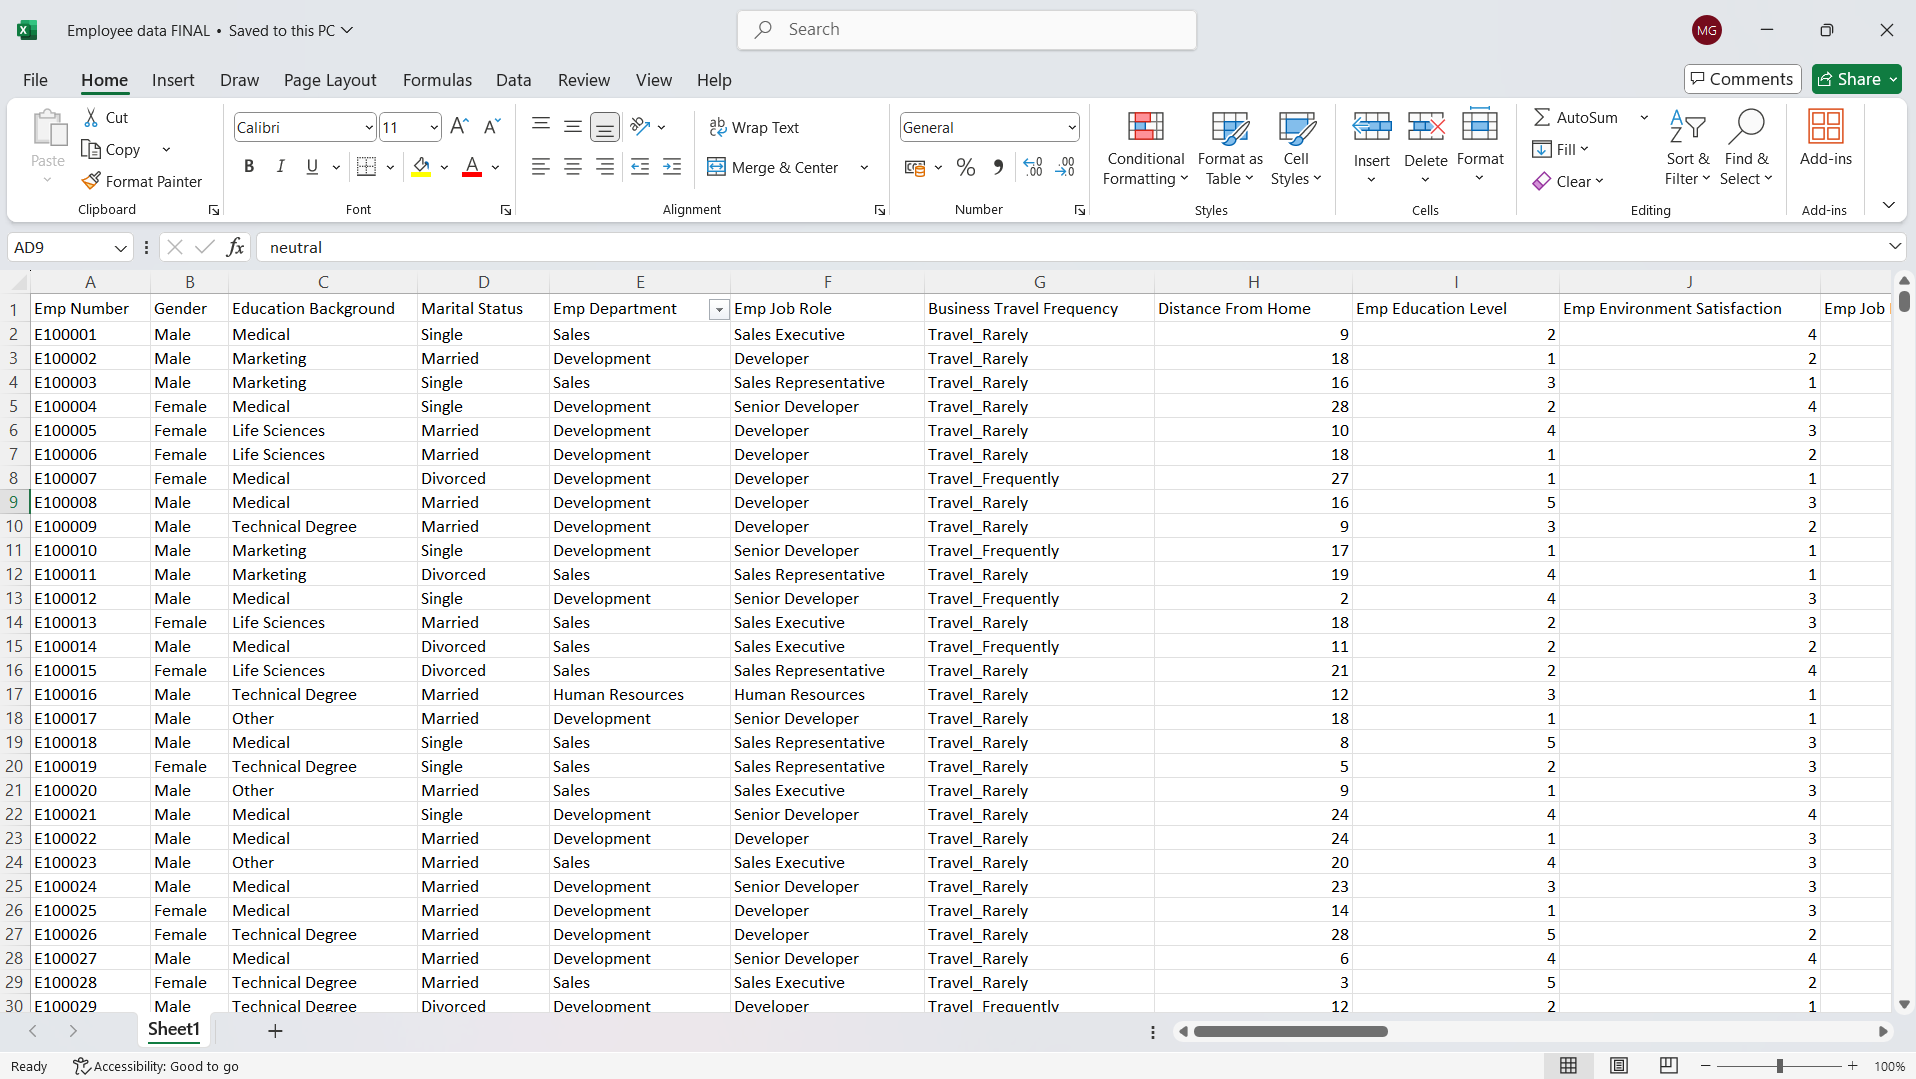 Employee data FINAL • Saved to this PC
Search
MG
File Home Insert Draw Page Layout Formulas Data Review View Help
Comments Share
Paste
Cut
Copy
Format Painter
Clipboard
Calibri 11
B I U
Font
Wrap Text
Merge & Center
Alignment
General
Number
Conditional Formatting
Format as Table
Cell Styles
Styles
Insert
Delete
Format
Cells
AutoSum
Fill
Clear
Sort & Filter
Find & Select
Editing
Add-ins
Add-ins
AD9 fx neutral
A B C D E F G H I J
1 Emp Number Gender Education Background Marital Status Emp Department Emp Job Role Business Travel Frequency Distance From Home Emp Education Level Emp Environment Satisfaction Emp Job
2 E100001 Male Medical Single Sales Sales Executive Travel_Rarely 9 2 4
3 E100002 Male Marketing Married Development Developer Travel_Rarely 18 1 2
4 E100003 Male Marketing Single Sales Sales Representative Travel_Rarely 16 3 1
5 E100004 Female Medical Single Development Senior Developer Travel_Rarely 28 2 4
6 E100005 Female Life Sciences Married Development Developer Travel_Rarely 10 4 3
7 E100006 Female Life Sciences Married Development Developer Travel_Rarely 18 1 2
8 E100007 Female Medical Divorced Development Developer Travel_Frequently 27 1 1
9 E100008 Male Medical Married Development Developer Travel_Rarely 16 5 3
10 E100009 Male Technical Degree Married Development Developer Travel_Rarely 9 3 2
11 E100010 Male Marketing Single Development Senior Developer Travel_Frequently 17 1 1
12 E100011 Male Marketing Divorced Sales Sales Representative Travel_Rarely 19 4 1
13 E100012 Male Medical Single Development Senior Developer Travel_Frequently 2 4 3
14 E100013 Female Life Sciences Married Sales Sales Executive Travel_Rarely 18 2 3
15 E100014 Male Medical Divorced Sales Sales Executive Travel_Frequently 11 2 2
16 E100015 Female Life Sciences Divorced Sales Sales Representative Travel_Rarely 21 2 4
17 E100016 Male Technical Degree Married Human Resources Human Resources Travel_Rarely 12 3 1
18 E100017 Male Other Married Development Senior Developer Travel_Rarely 18 1 1
19 E100018 Male Medical Single Sales Sales Representative Travel_Rarely 8 5 3
20 E100019 Female Technical Degree Single Sales Sales Representative Travel_Rarely 5 2 3
21 E100020 Male Other Married Sales Sales Executive Travel_Rarely 9 1 3
22 E100021 Male Medical Single Development Senior Developer Travel_Rarely 24 4 4
23 E100022 Male Medical Married Development Developer Travel_Rarely 24 1 3
24 E100023 Male Other Married Sales Sales Executive Travel_Rarely 20 4 3
25 E100024 Male Medical Married Development Senior Developer Travel_Rarely 23 3 3
26 E100025 Female Medical Married Development Developer Travel_Rarely 14 1 3
27 E100026 Female Technical Degree Married Development Developer Travel_Rarely 28 5 2
28 E100027 Male Medical Married Development Senior Developer Travel_Rarely 6 4 4
29 E100028 Female Technical Degree Married Sales Sales Executive Travel_Rarely 3 5 2
30 E100029 Male Technical Degree Divorced Development Developer Travel_Frequently 12 2 1
Sheet1
Ready Accessibility: Good to go 100%